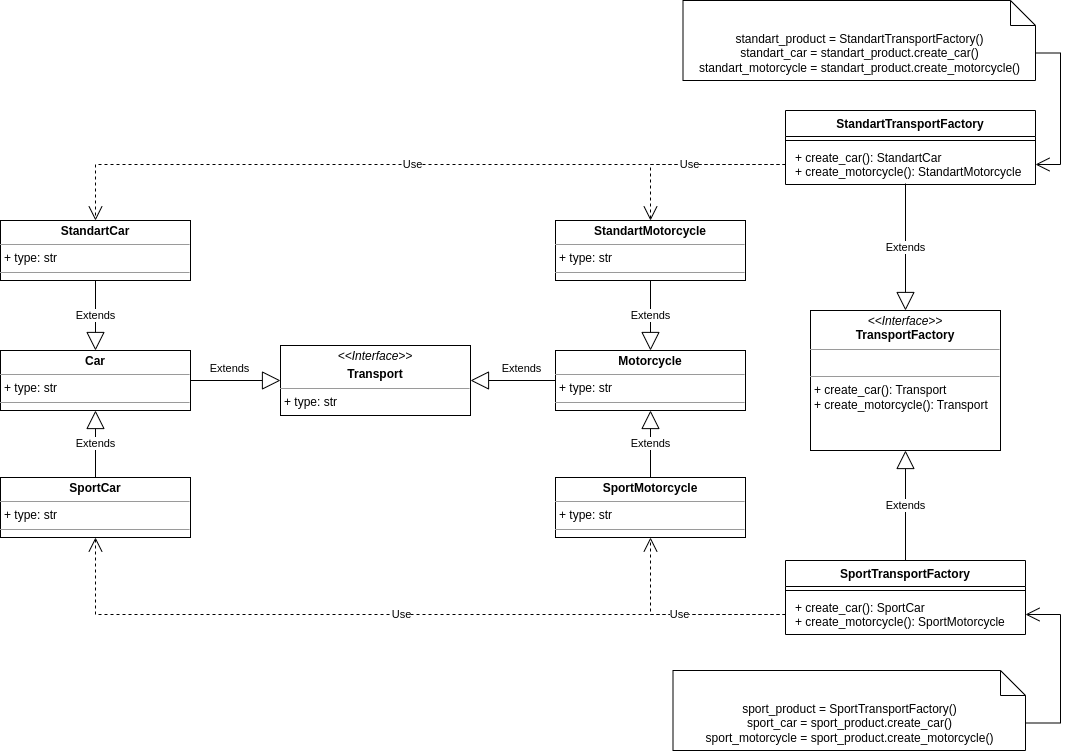 standart_product = StandartTransportFactory()
standart_car = standart_product.create_car()
standart_motorcycle = standart_product.create_motorcycle()
StandartTransportFactory
+ create_car(): StandartCar
+ create_motorcycle(): StandartMotorcycle
Use
Use
StandartCar
+ type: str
StandartMotorcycle
+ type: str
Extends
Extends
Extends
<<Interface>>
TransportFactory
+ create_car(): Transport
+ create_motorcycle(): Transport
Car
+ type: str
Extends
<<Interface>>
Transport
+ type: str
Extends
Motorcycle
+ type: str
Extends
Extends
Extends
SportCar
+ type: str
SportMotorcycle
+ type: str
SportTransportFactory
+ create_car(): SportCar
+ create_motorcycle(): SportMotorcycle
Use
Use
sport_product = SportTransportFactory()
sport_car = sport_product.create_car()
sport_motorcycle = sport_product.create_motorcycle()